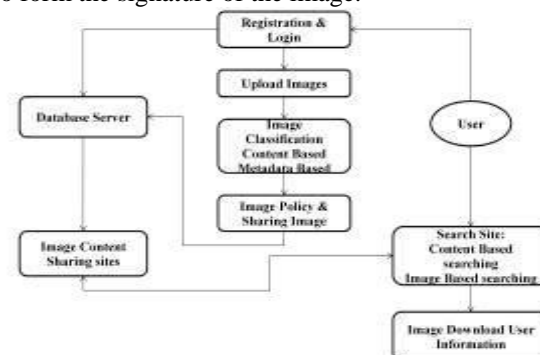 o form the signature of the image.
Registration &
Login
Upload Images
Database Server
Image
Classification
Content Based
Metadata Based
User
Image Policy &
Sharing Image
Image Content
Sharing sites
Search Site:
Content Based
searching
Image Based searching
Image Download User
Information